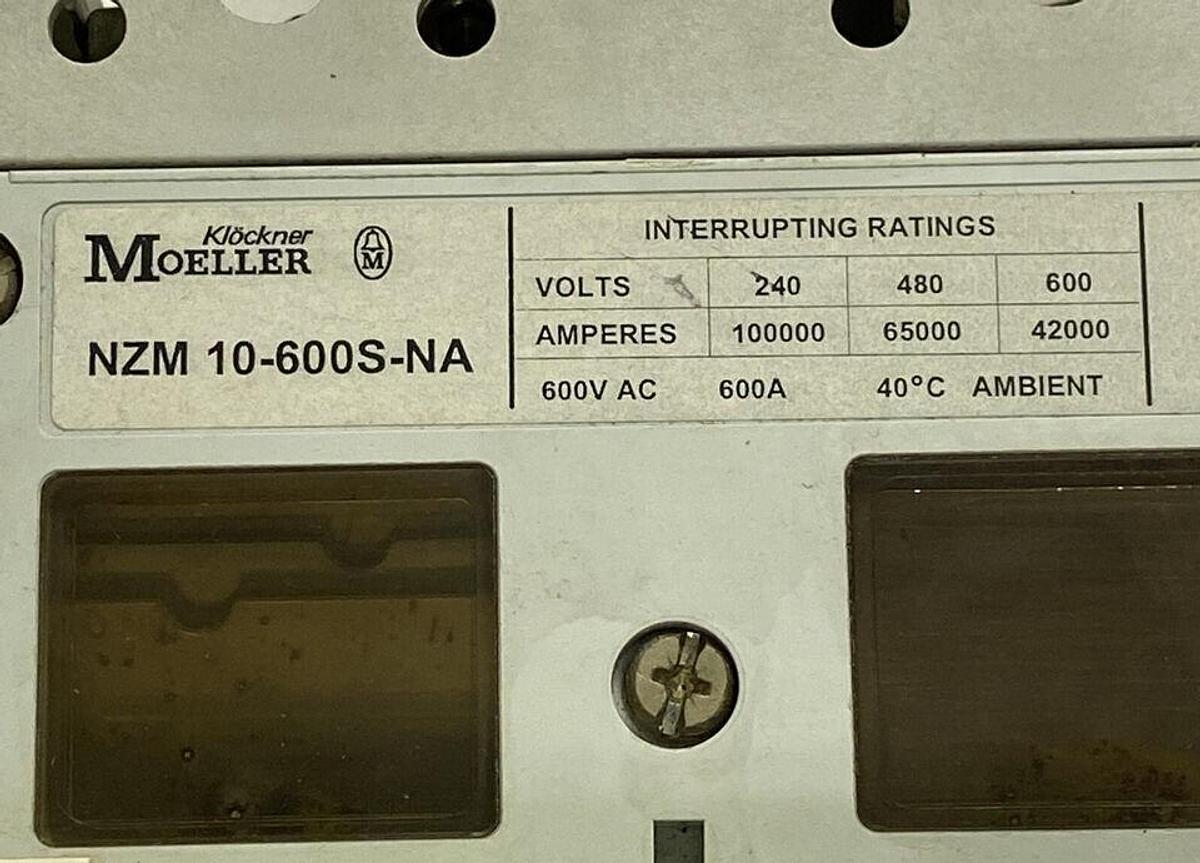 Klöckner
MOELLER
M
NZM 10-600S-NA
INTERRUPTING RATINGS
VOLTS 240 480 600
AMPERES 100000 65000 42000
600V AC 600A 40°C AMBIENT